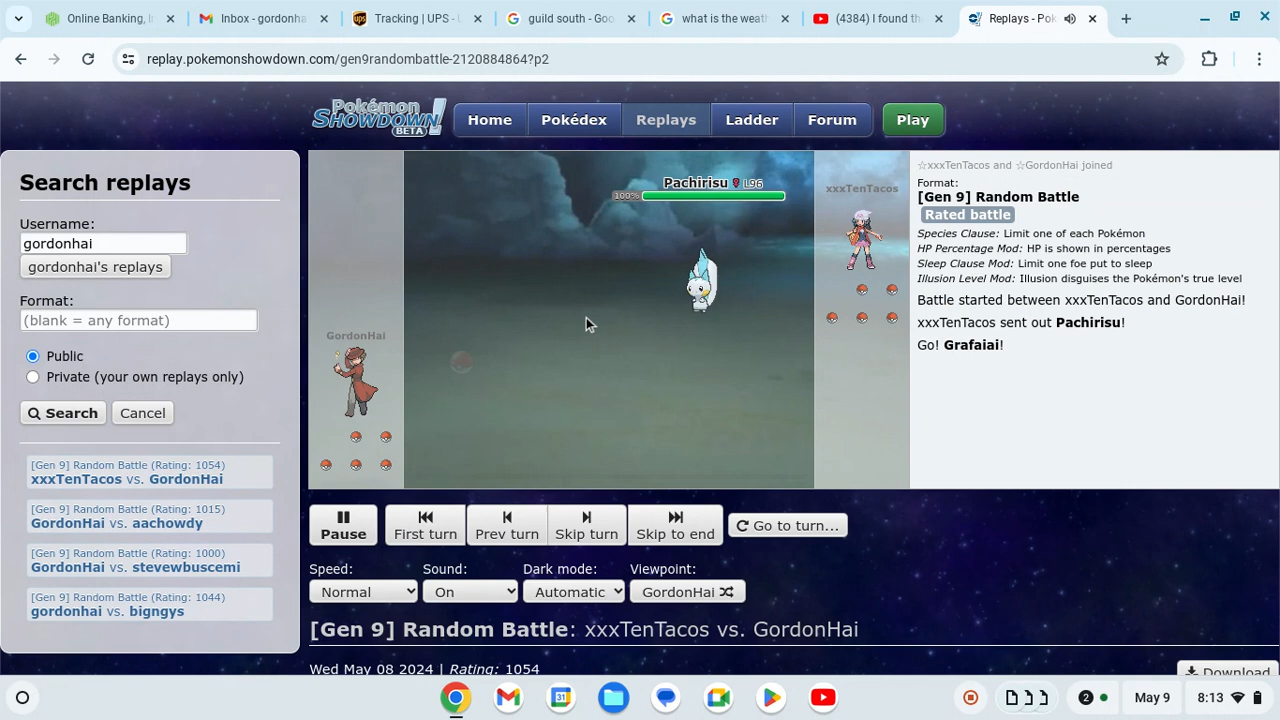 Online Banking, I
Inbox - gordonha
Tracking | UPS - U
guild south - Goo
what is the weat
(4384) I found th
Replays - Pok
replay.pokemonshowdown.com/gen9randombattle-2120884864?p2
Pokémon
SHOWDOWN!
BETA
Home
Pokédex
Replays
Ladder
Forum
Play
Search replays
Username:
gordonhai
gordonhai's replays
Format:
(blank = any format)
Public
Private (your own replays only)
Search
Cancel
[Gen 9] Random Battle (Rating: 1054)
xxxTenTacos vs. GordonHai
[Gen 9] Random Battle (Rating: 1015)
GordonHai vs. aachowdy
[Gen 9] Random Battle (Rating: 1000)
GordonHai vs. stevewbuscemi
[Gen 9] Random Battle (Rating: 1044)
gordonhai vs. bigngys
GordonHai
Pachirisu L96
100%
xxxTenTacos
☆xxxTenTacos and ☆GordonHai joined
Format:
[Gen 9] Random Battle
Rated battle
Species Clause: Limit one of each Pokémon
HP Percentage Mod: HP is shown in percentages
Sleep Clause Mod: Limit one foe put to sleep
Illusion Level Mod: Illusion disguises the Pokémon's true level
Battle started between xxxTenTacos and GordonHai!
xxxTenTacos sent out Pachirisu!
Go! Grafaiai!
Pause
First turn
Prev turn
Skip turn
Skip to end
Go to turn...
Speed:
Normal
Sound:
On
Dark mode:
Automatic
Viewpoint:
GordonHai
[Gen 9] Random Battle: xxxTenTacos vs. GordonHai
Wed May 08 2024 | Rating: 1054
Download
31
2
May 9
8:13